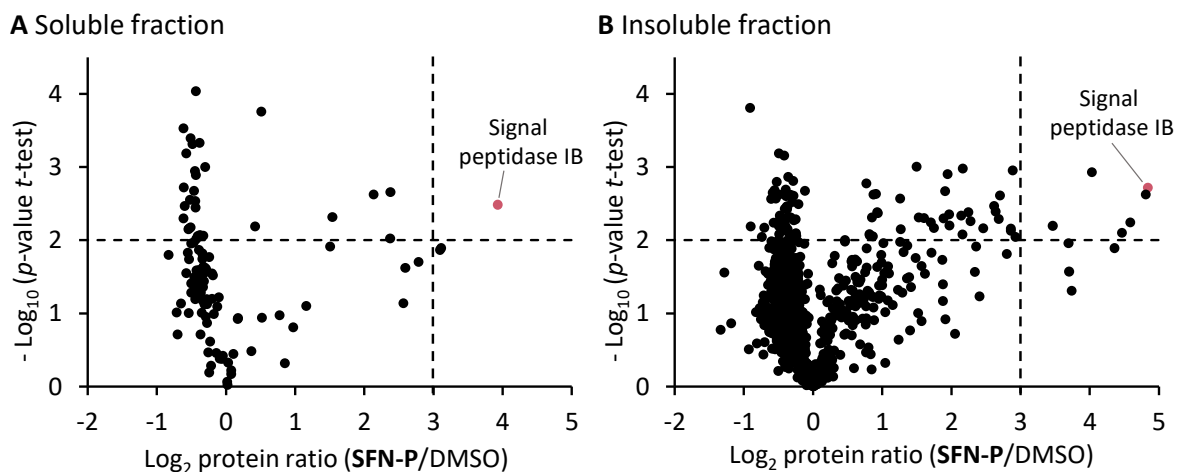 A Soluble fraction
4
3
2
1
0
-2 -1 0 1 2 3 4 5
- Log10 (p-value t-test)
Log2 protein ratio (SFN-P/DMSO)
Signal
peptidase IB
B Insoluble fraction
4
3
2
1
0
-2 -1 0 1 2 3 4 5
- Log10 (p-value t-test)
Log2 protein ratio (SFN-P/DMSO)
Signal
peptidase IB